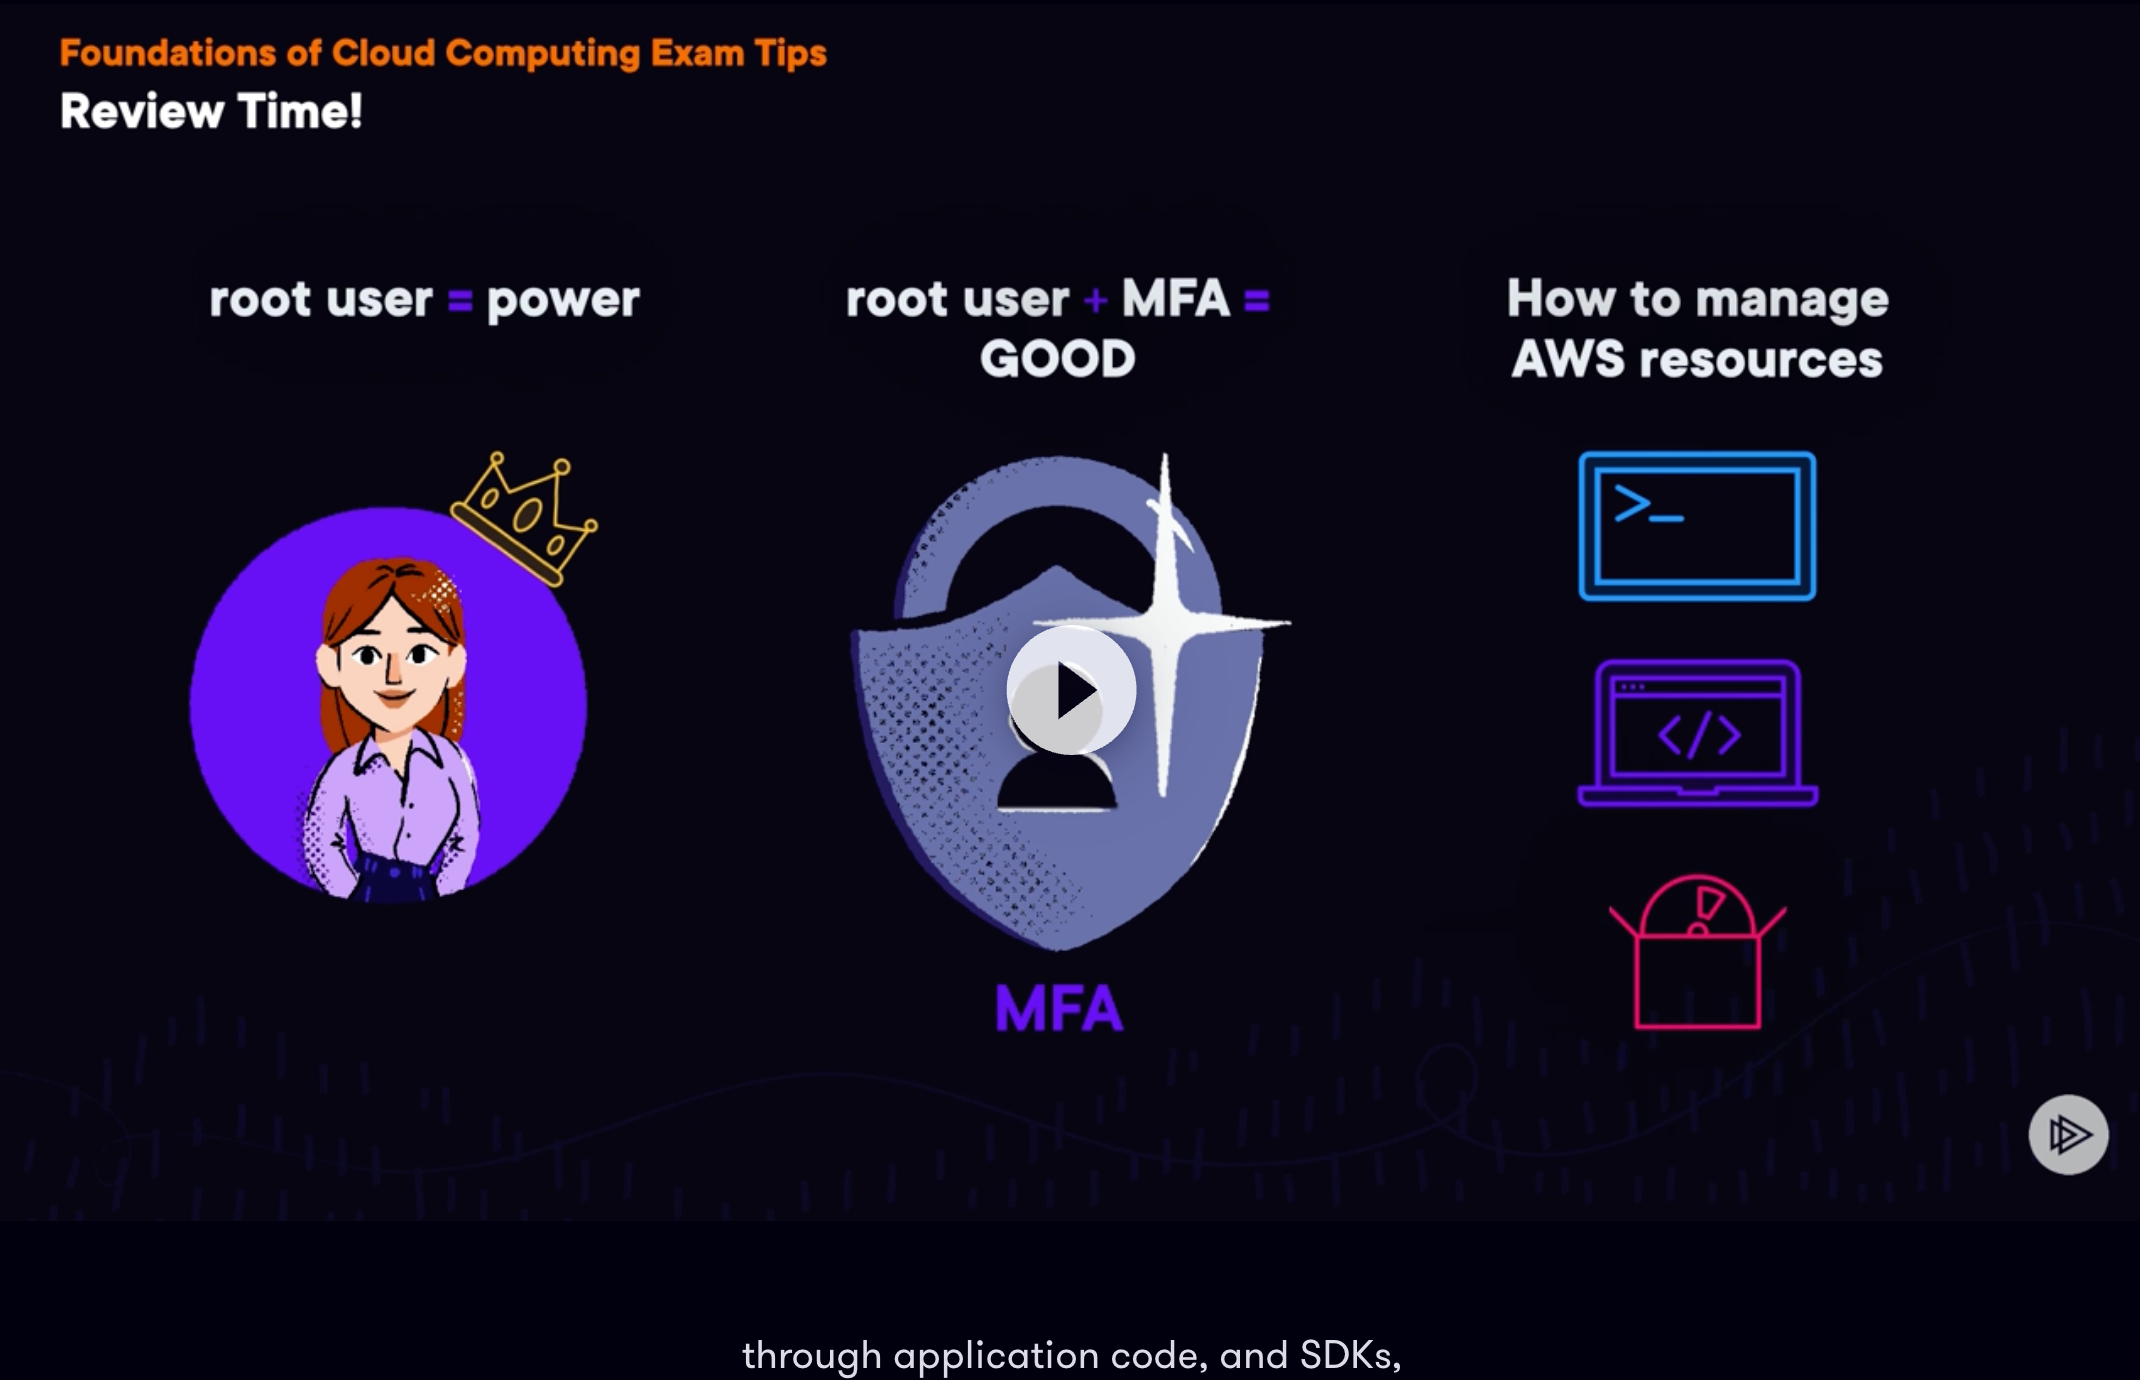 Foundations of Cloud Computing Exam Tips
Review Time!
root user = power
root user + MFA =
GOOD
MFA
How to manage
AWS resources
>_
</>
through application code, and SDKs,